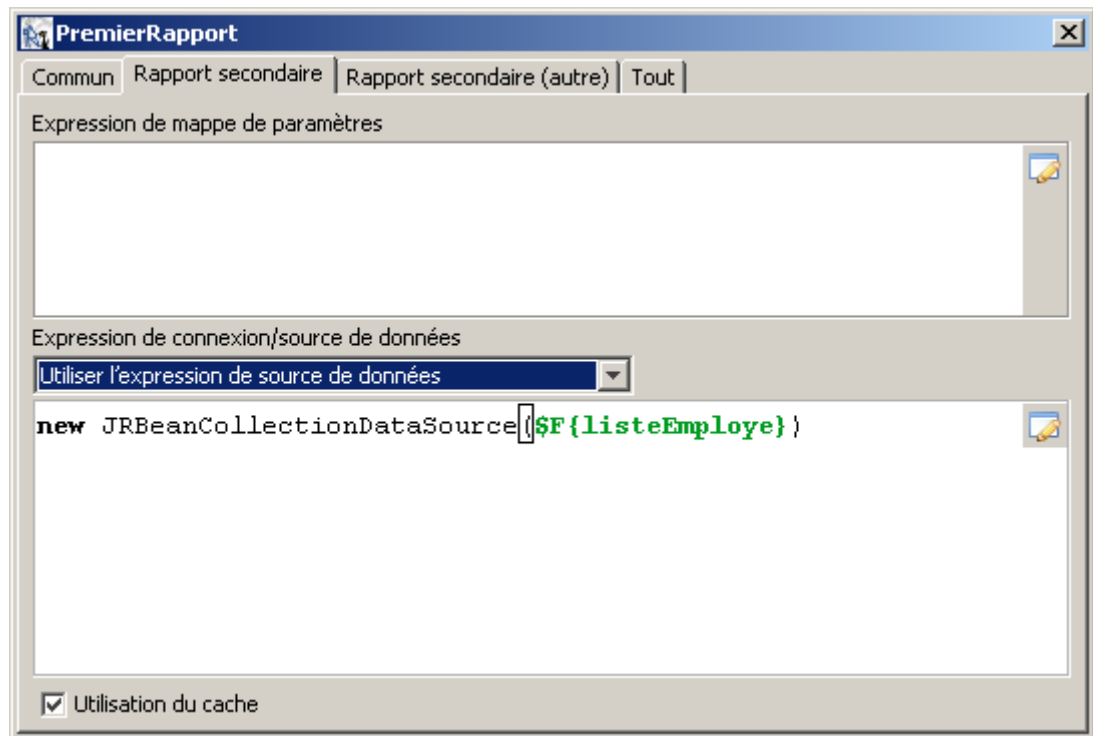 PremierRapport
Commun Rapport secondaire Rapport secondaire (autre) Tout
Expression de mappe de paramètres
Expression de connexion/source de données
Utiliser l'expression de source de données
new JRBeanCollectionDataSource($F{listeEmploye})
Utilisation du cache